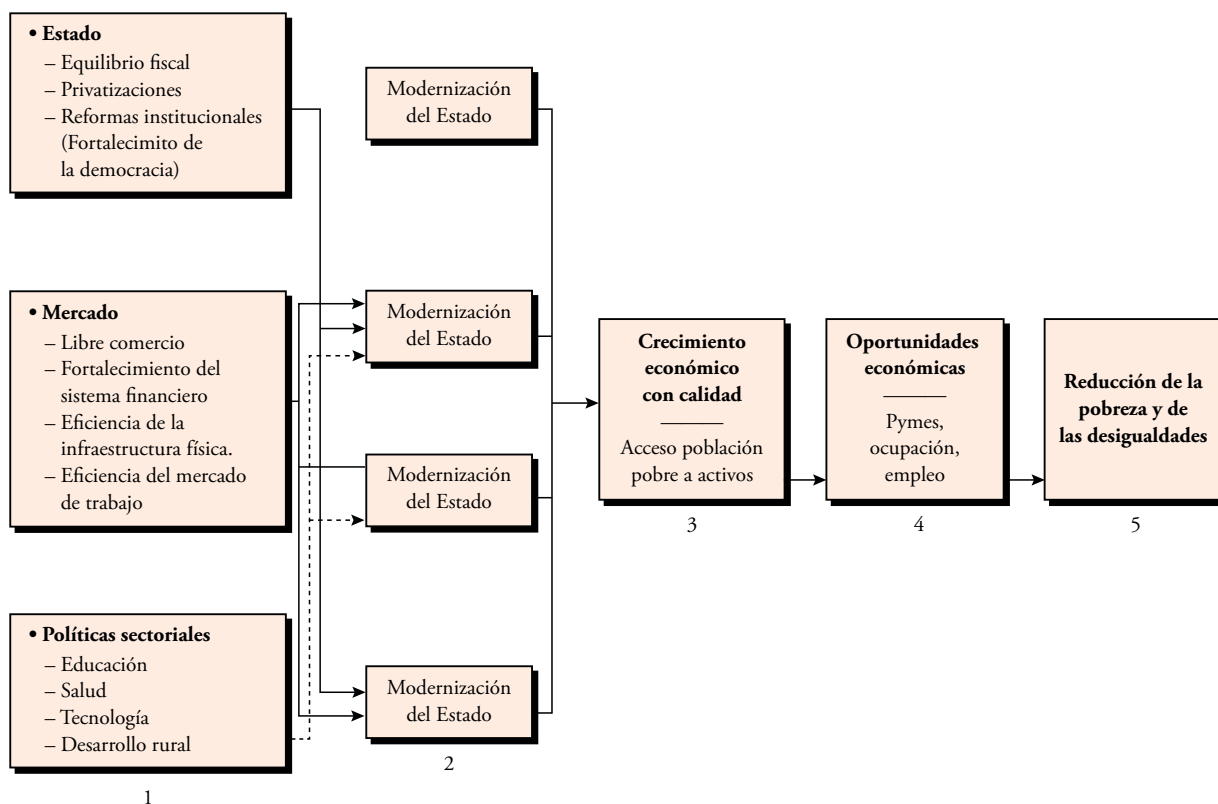 • Estado
– Equilibrio fiscal
– Privatizaciones
– Reformas institucionales
(Fortalecimito de
la democracia)
• Mercado
– Libre comercio
– Fortalecimiento del
sistema financiero
– Eficiencia de la
infraestructura física.
– Eficiencia del mercado
de trabajo
• Políticas sectoriales
– Educación
– Salud
– Tecnología
– Desarrollo rural
1
Modernización
del Estado
Modernización
del Estado
Modernización
del Estado
Modernización
del Estado
2
Crecimiento
económico
con calidad
Acceso población
pobre a activos
3
Oportunidades
económicas
Pymes,
ocupación,
empleo
4
Reducción de la
pobreza y de
las desigualdades
5